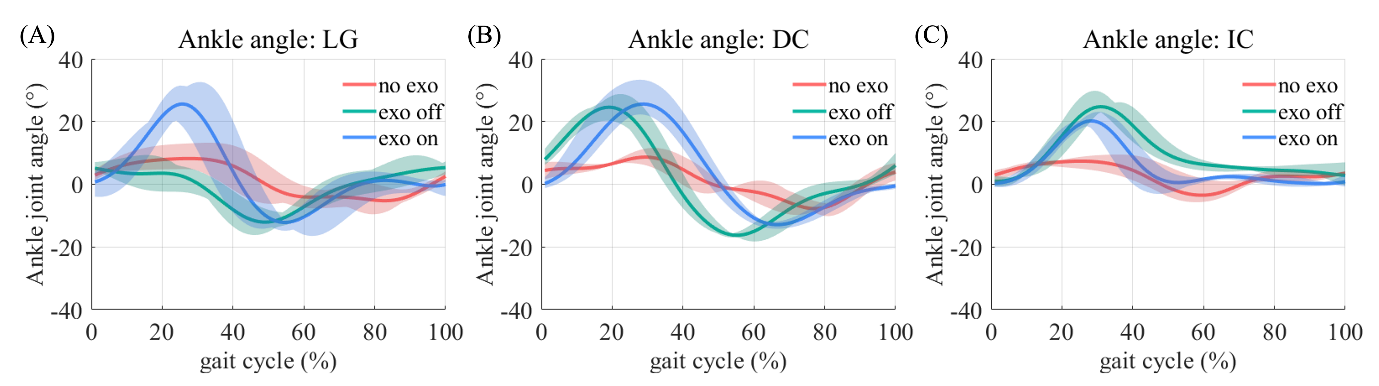 (A)
Ankle angle: LG
40
20
0
-20
-40
Ankle joint angle (°)
0 20 40 60 80 100
gait cycle (%)
no exo
exo off
exo on
(B)
Ankle angle: DC
40
20
0
-20
-40
Ankle joint angle (°)
0 20 40 60 80 100
gait cycle (%)
no exo
exo off
exo on
(C)
Ankle angle: IC
40
20
0
-20
-40
Ankle joint angle (°)
0 20 40 60 80 100
gait cycle (%)
no exo
exo off
exo on